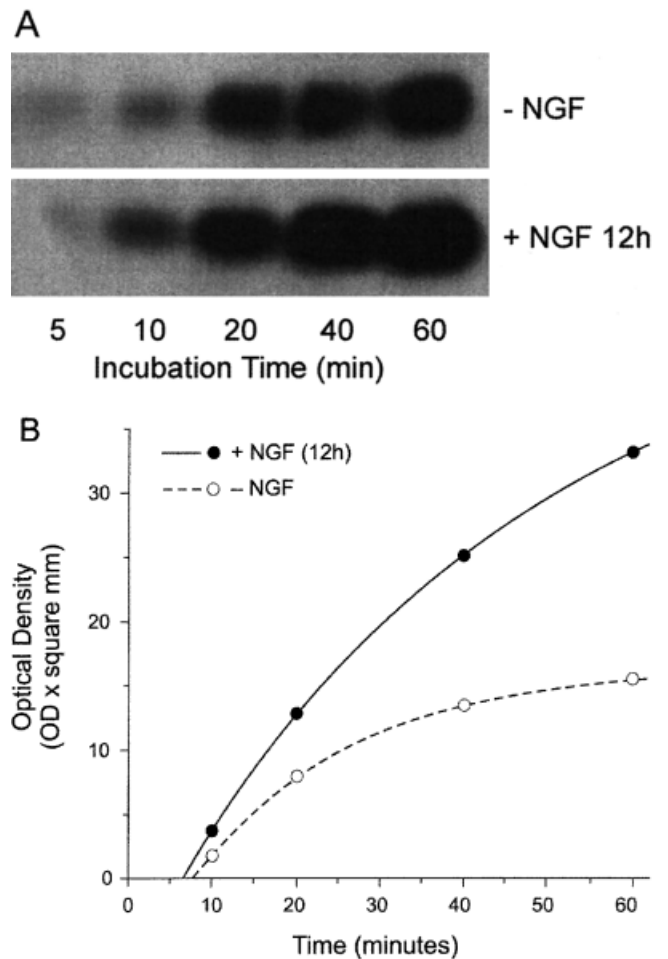 A
- NGF
+ NGF 12h
5 10 20 40 60
Incubation Time (min)
B
+ NGF (12h)
– NGF
Optical Density
(OD x square mm)
30
20
10
0
0 10 20 30 40 50 60
Time (minutes)